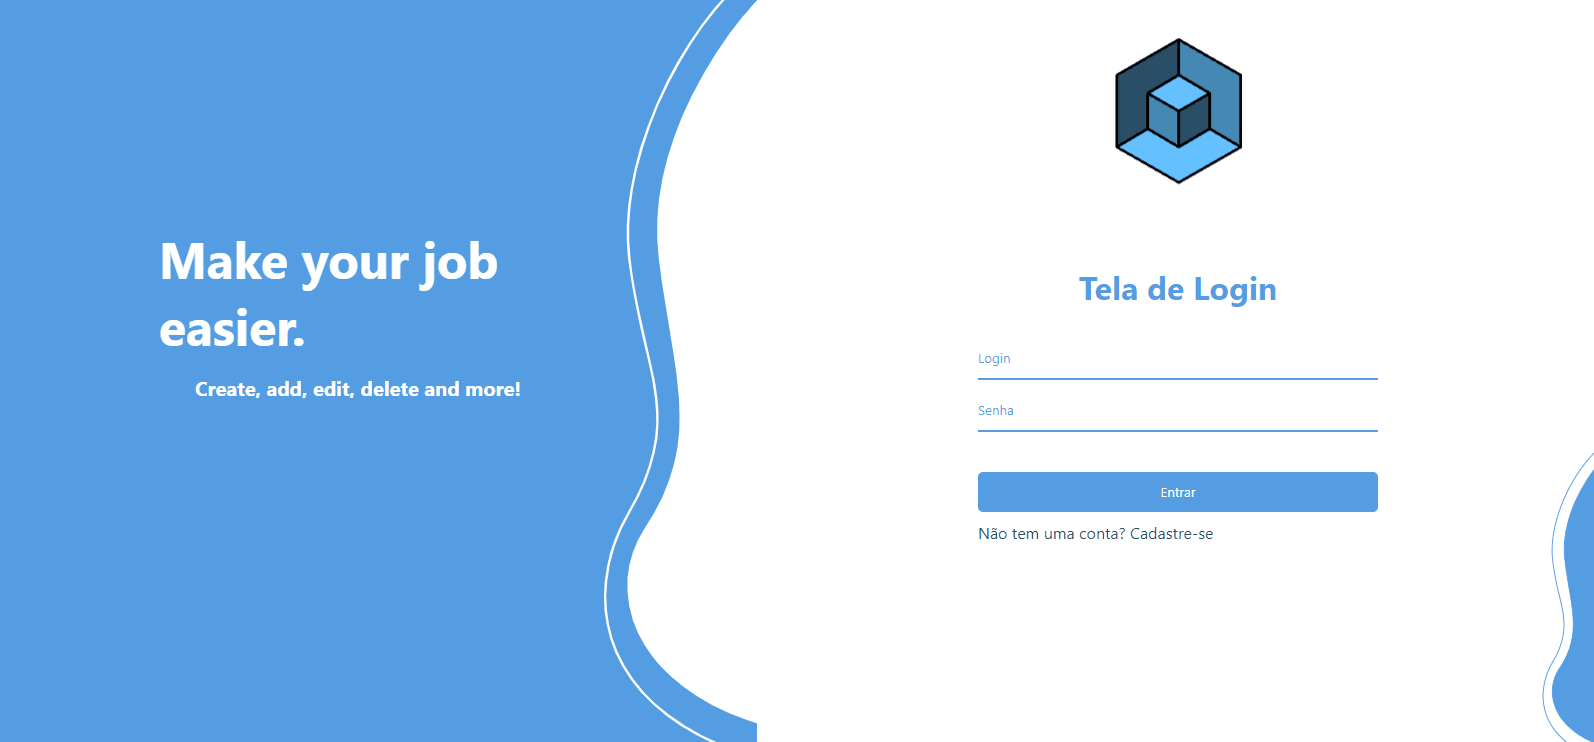 Make your job
easier.
Create, add, edit, delete and more!
Tela de Login
Login
Senha
Entrar
Não tem uma conta? Cadastre-se